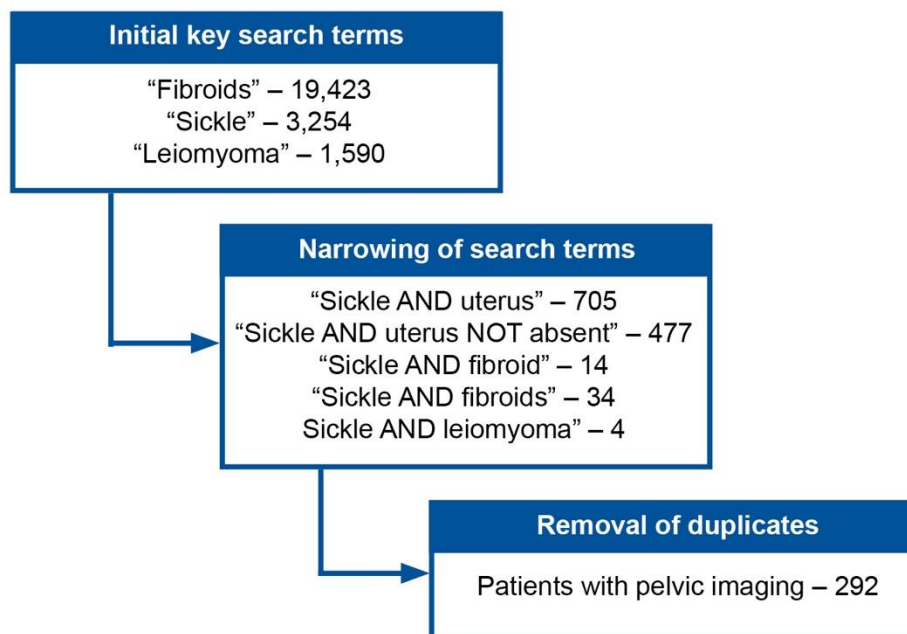 Initial key search terms
“Fibroids” – 19,423
“Sickle” – 3,254
“Leiomyoma” – 1,590
Narrowing of search terms
“Sickle AND uterus” – 705
“Sickle AND uterus NOT absent” – 477
“Sickle AND fibroid” – 14
“Sickle AND fibroids” – 34
Sickle AND leiomyoma” – 4
Removal of duplicates
Patients with pelvic imaging – 292